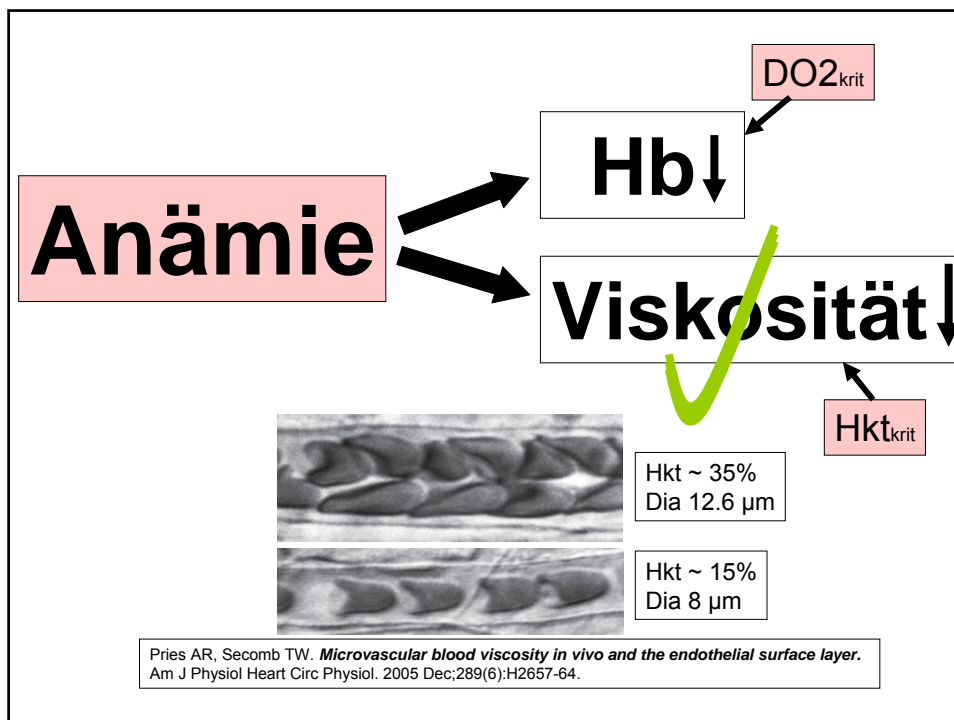 DO2krit
Hb↓
Anämie
Viskosität↓
Hktkrit
Hkt ~ 35%
Dia 12.6 µm
Hkt ~ 15%
Dia 8 µm
Pries AR, Secomb TW. Microvascular blood viscosity in vivo and the endothelial surface layer.
Am J Physiol Heart Circ Physiol. 2005 Dec;289(6):H2657-64.